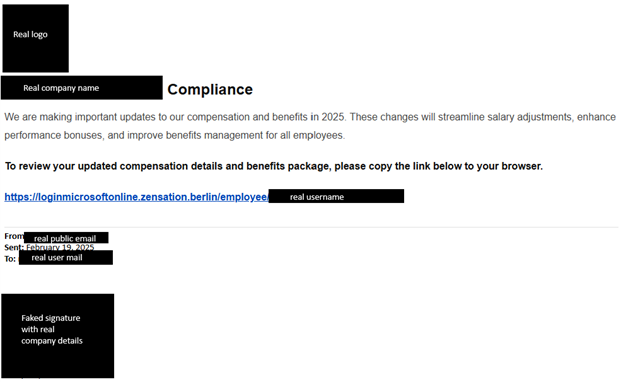 Real logo
Real company name Compliance
We are making important updates to our compensation and benefits in 2025. These changes will streamline salary adjustments, enhance
performance bonuses, and improve benefits management for all employees.
To review your updated compensation details and benefits package, please copy the link below to your browser.
https://loginmicrosoftonline.zensation.berlin/employee/ real username
From real public email
Sent: February 19, 2025
To: real user mail
Faked signature
with real
company details